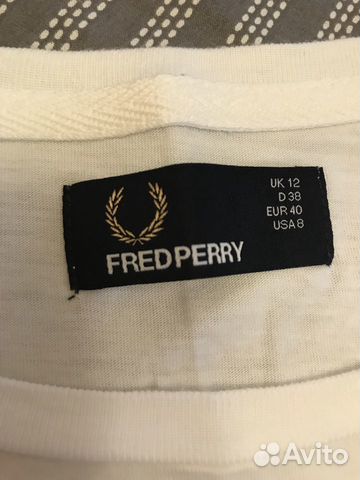 UK 12
D 38
EUR 40
USA 8
FRED PERRY
Avito